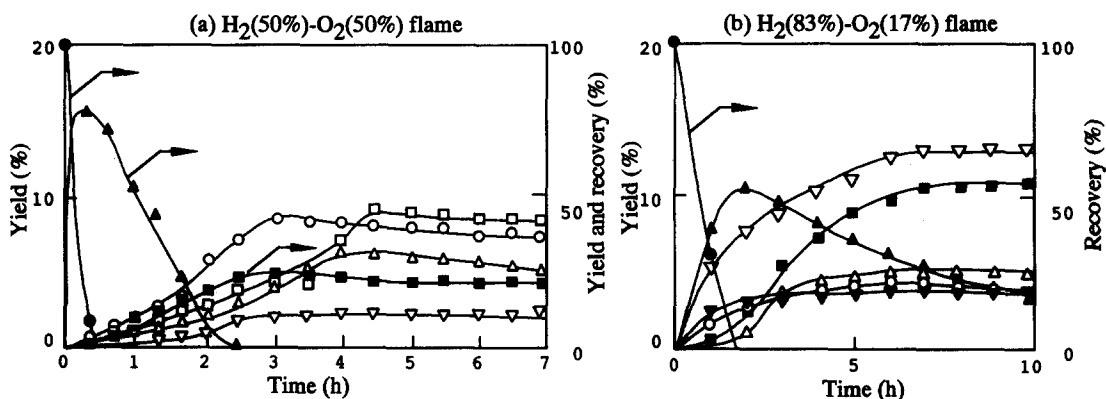 (a) H2(50%)-O2(50%) flame
(b) H2(83%)-O2(17%) flame
20
10
0
Yield (%)
0 1 2 3 4 5 6 7
Time (h)
100
50
0
Yield and recovery (%)
20
10
0
Yield (%)
0 5 10
Time (h)
100
50
0
Recovery (%)